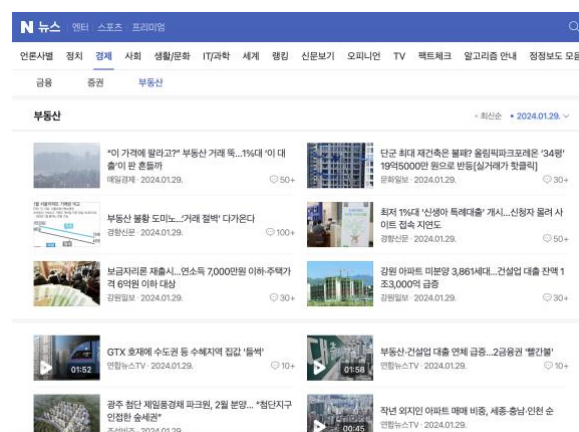 N 뉴스 엔터 스포츠 프리미엄
언론사별 정치 경제 사회 생활/문화 IT/과학 세계 랭킹 신문보기 오피니언 TV 팩트체크 알고리즘 안내 정정보도 모음
금융 증권 부동산
부동산
최신순 2024.01.29.
"이 가격에 팔라고?" 부동산 거래 뚝...1%대 '이 대
출'이 판 흔들까
매일경제 · 2024.01.29. 50+
단군 최대 재건축은 불패? 올림픽파크포레온 '34평'
19억5000만 원으로 반등[실거래가 핫클릭]
문화일보 · 2024.01.29. 30+
부동산 불황 도미노...'거래 절벽' 다가온다
경향신문 · 2024.01.29. 100+
최저 1%대 '신생아 특례대출' 개시...신청자 몰려 사
이트 접속 지연도
경향신문 · 2024.01.29. 50+
보금자리론 재출시...연소득 7,000만원 이하·주택가
격 6억원 이하 대상
강원일보 · 2024.01.29. 30+
강원 아파트 미분양 3,861세대...건설업 대출 잔액 1
조3,000억 급증
강원일보 · 2024.01.29. 30+
GTX 호재에 수도권 등 수혜지역 집값 '들썩'
01:52
연합뉴스TV · 2024.01.29. 10+
부동산·건설업 대출 연체 급증...2금융권 '빨간불'
01:58
연합뉴스TV · 2024.01.29. 10+
광주 첨단 제일풍경채 파크원, 2월 분양... "첨단지구
인접한 숲세권"
조선비즈 · 2024.01.29.
작년 외지인 아파트 매매 비중, 세종·충남·인천 순
00:45
연합뉴스TV · 2024.01.29.